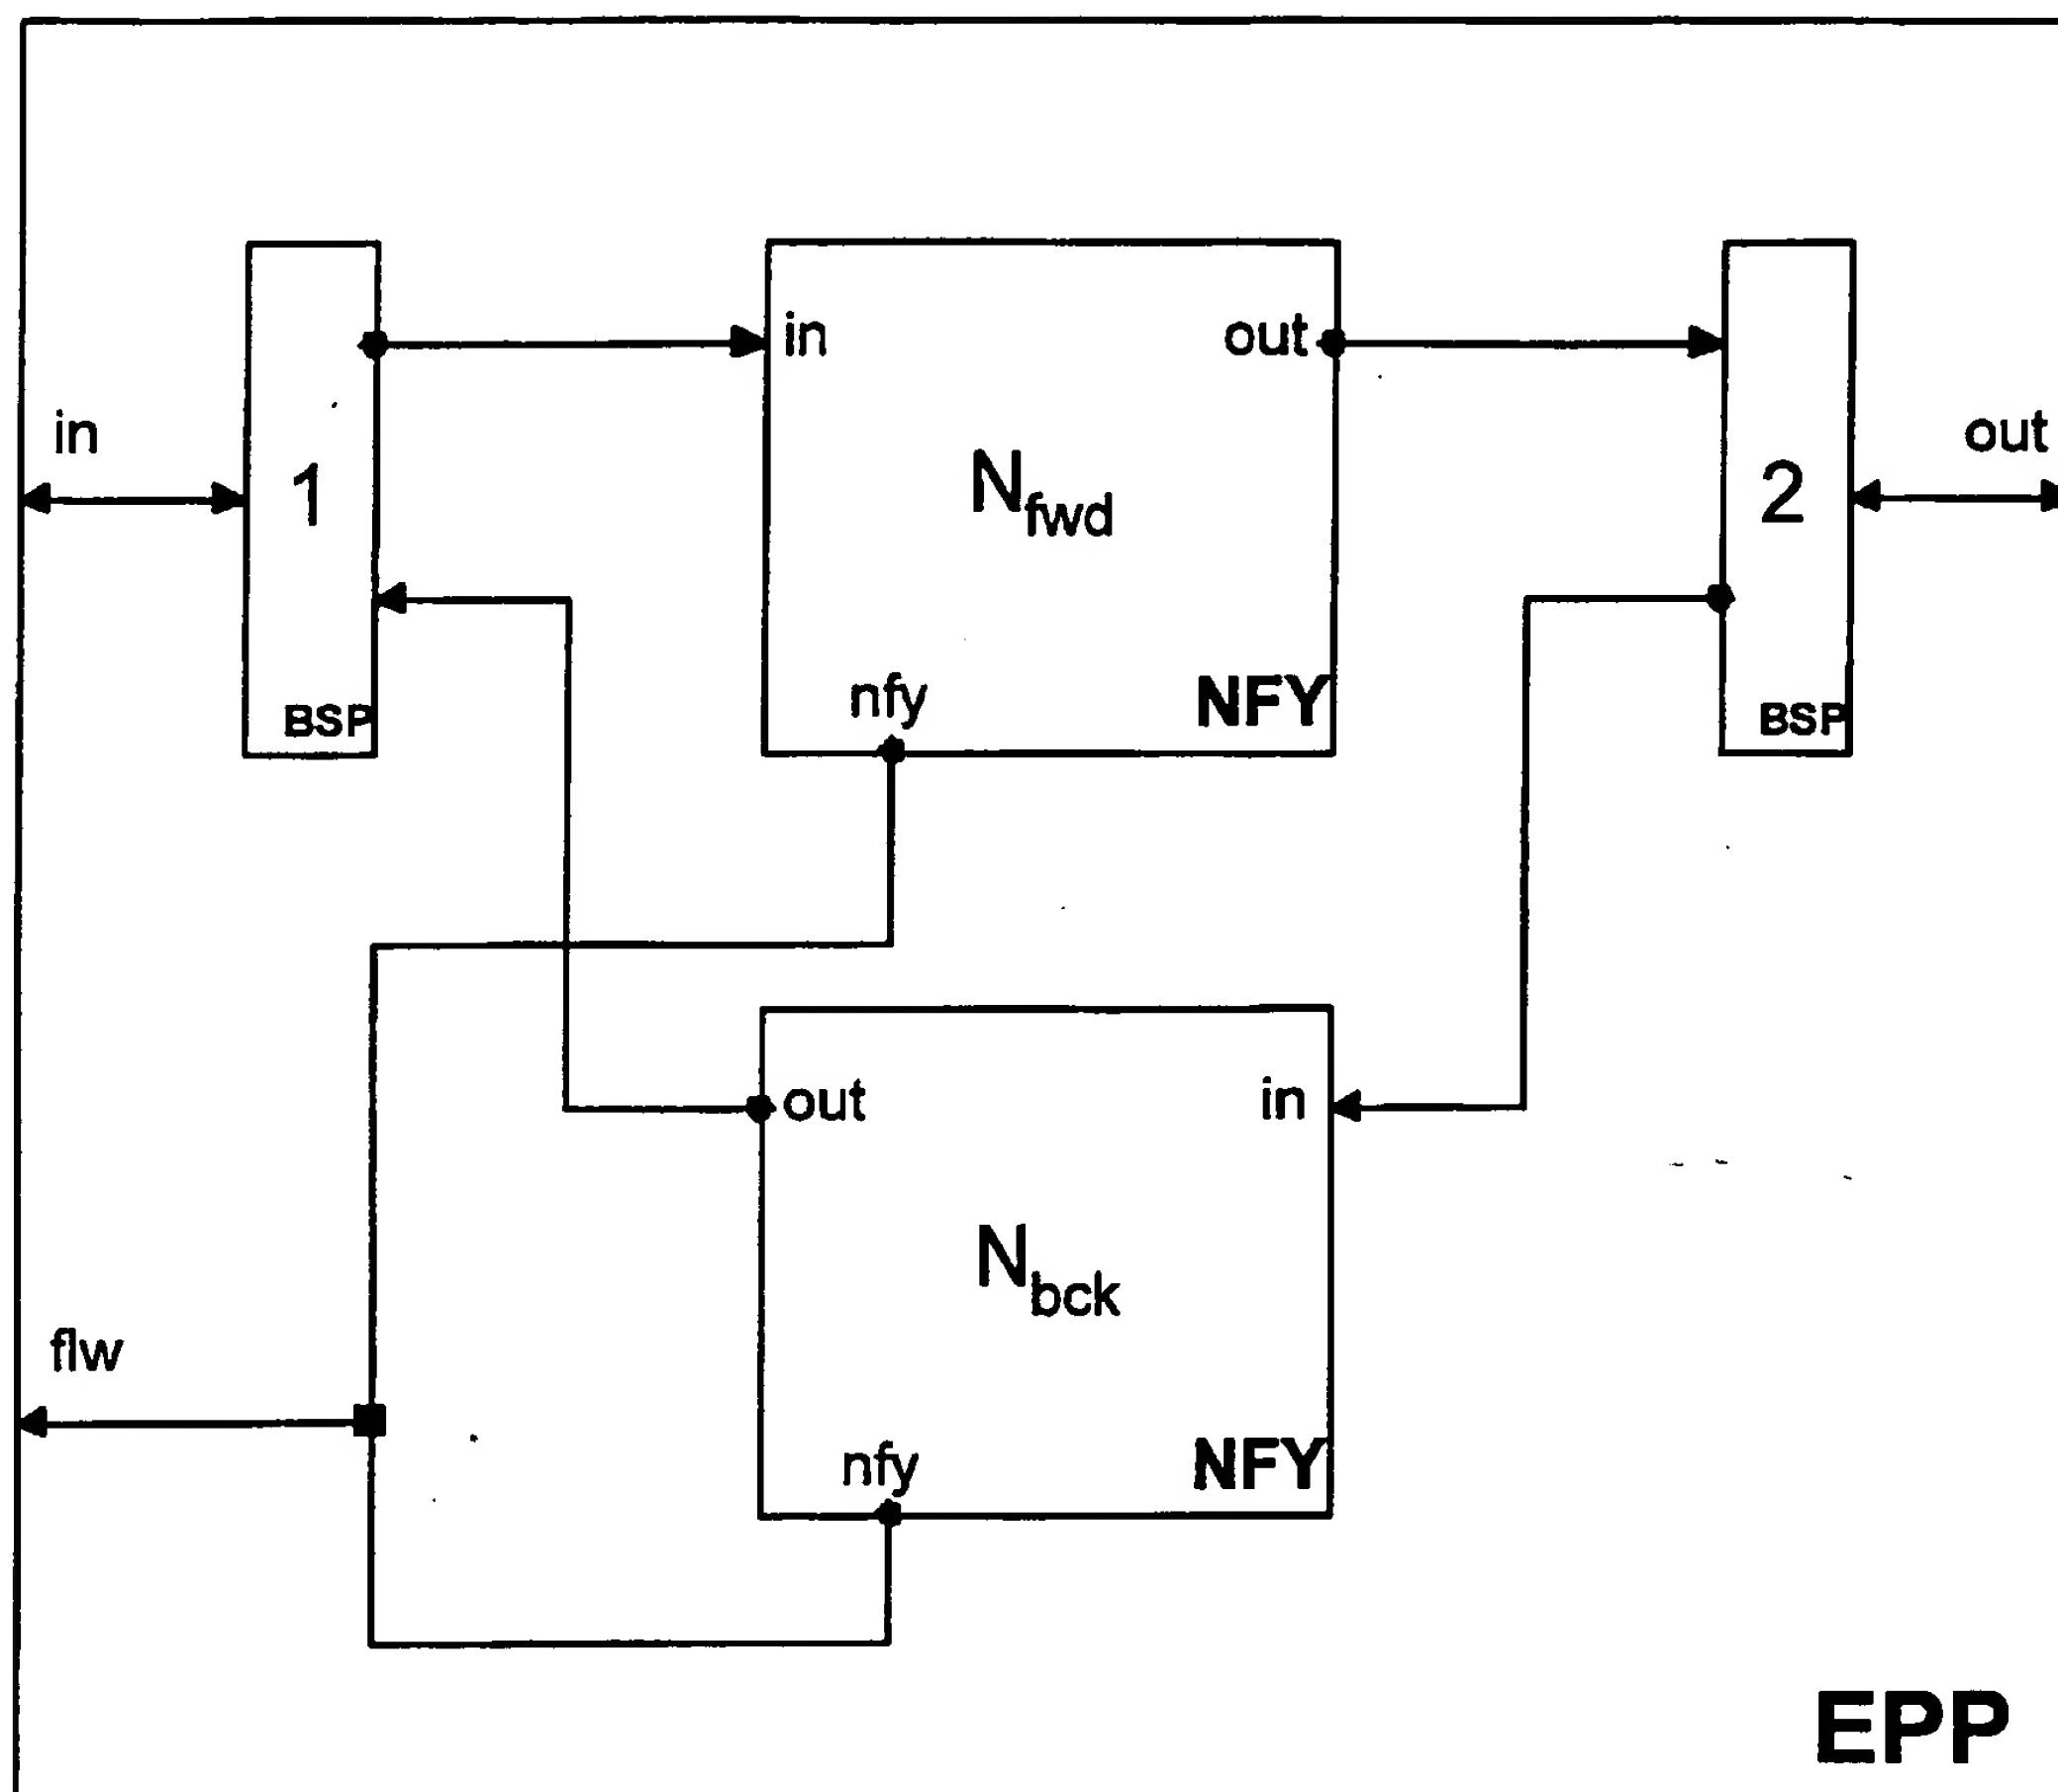 in
out
in
out
1
N_fwd
2
nfy
NFY
BSP
BSP
out
in
N_bck
flw
nfy
NFY
EPP